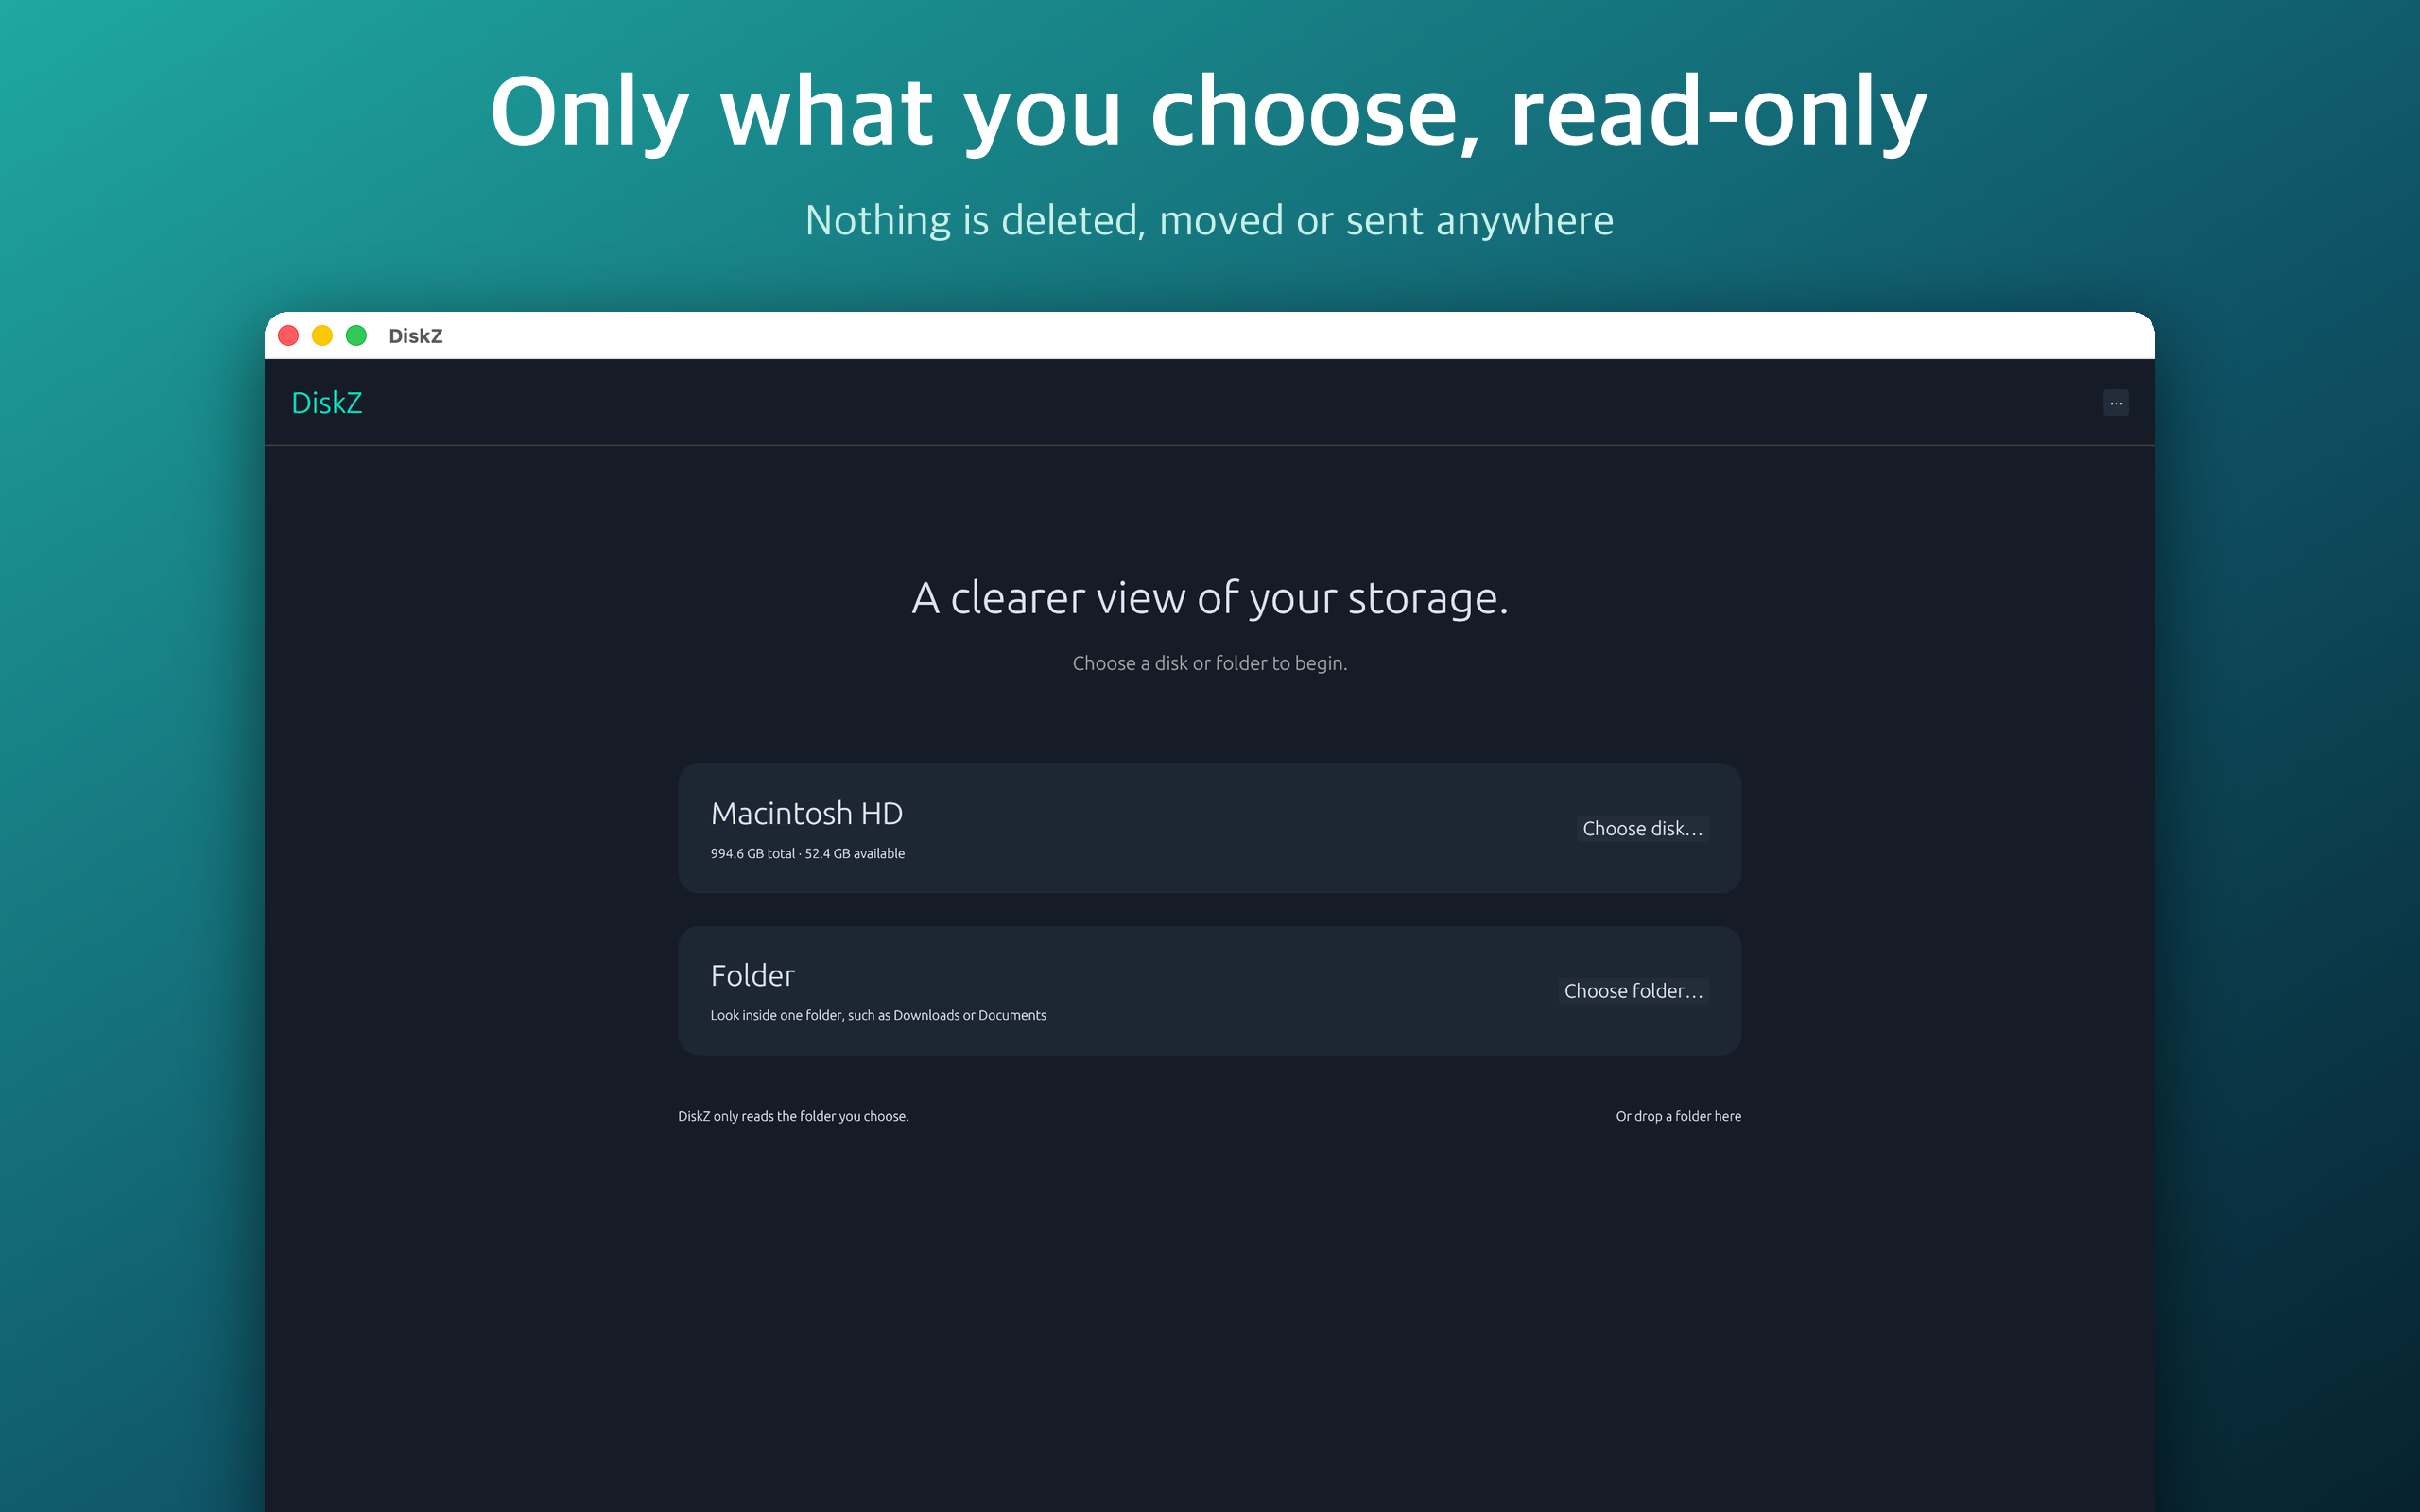 Only what you choose, read-only
Nothing is deleted, moved or sent anywhere
DiskZ
DiskZ
...
A clearer view of your storage.
Choose a disk or folder to begin.
Macintosh HD
994.6 GB total · 52.4 GB available
Choose disk…
Folder
Look inside one folder, such as Downloads or Documents
Choose folder…
DiskZ only reads the folder you choose.
Or drop a folder here